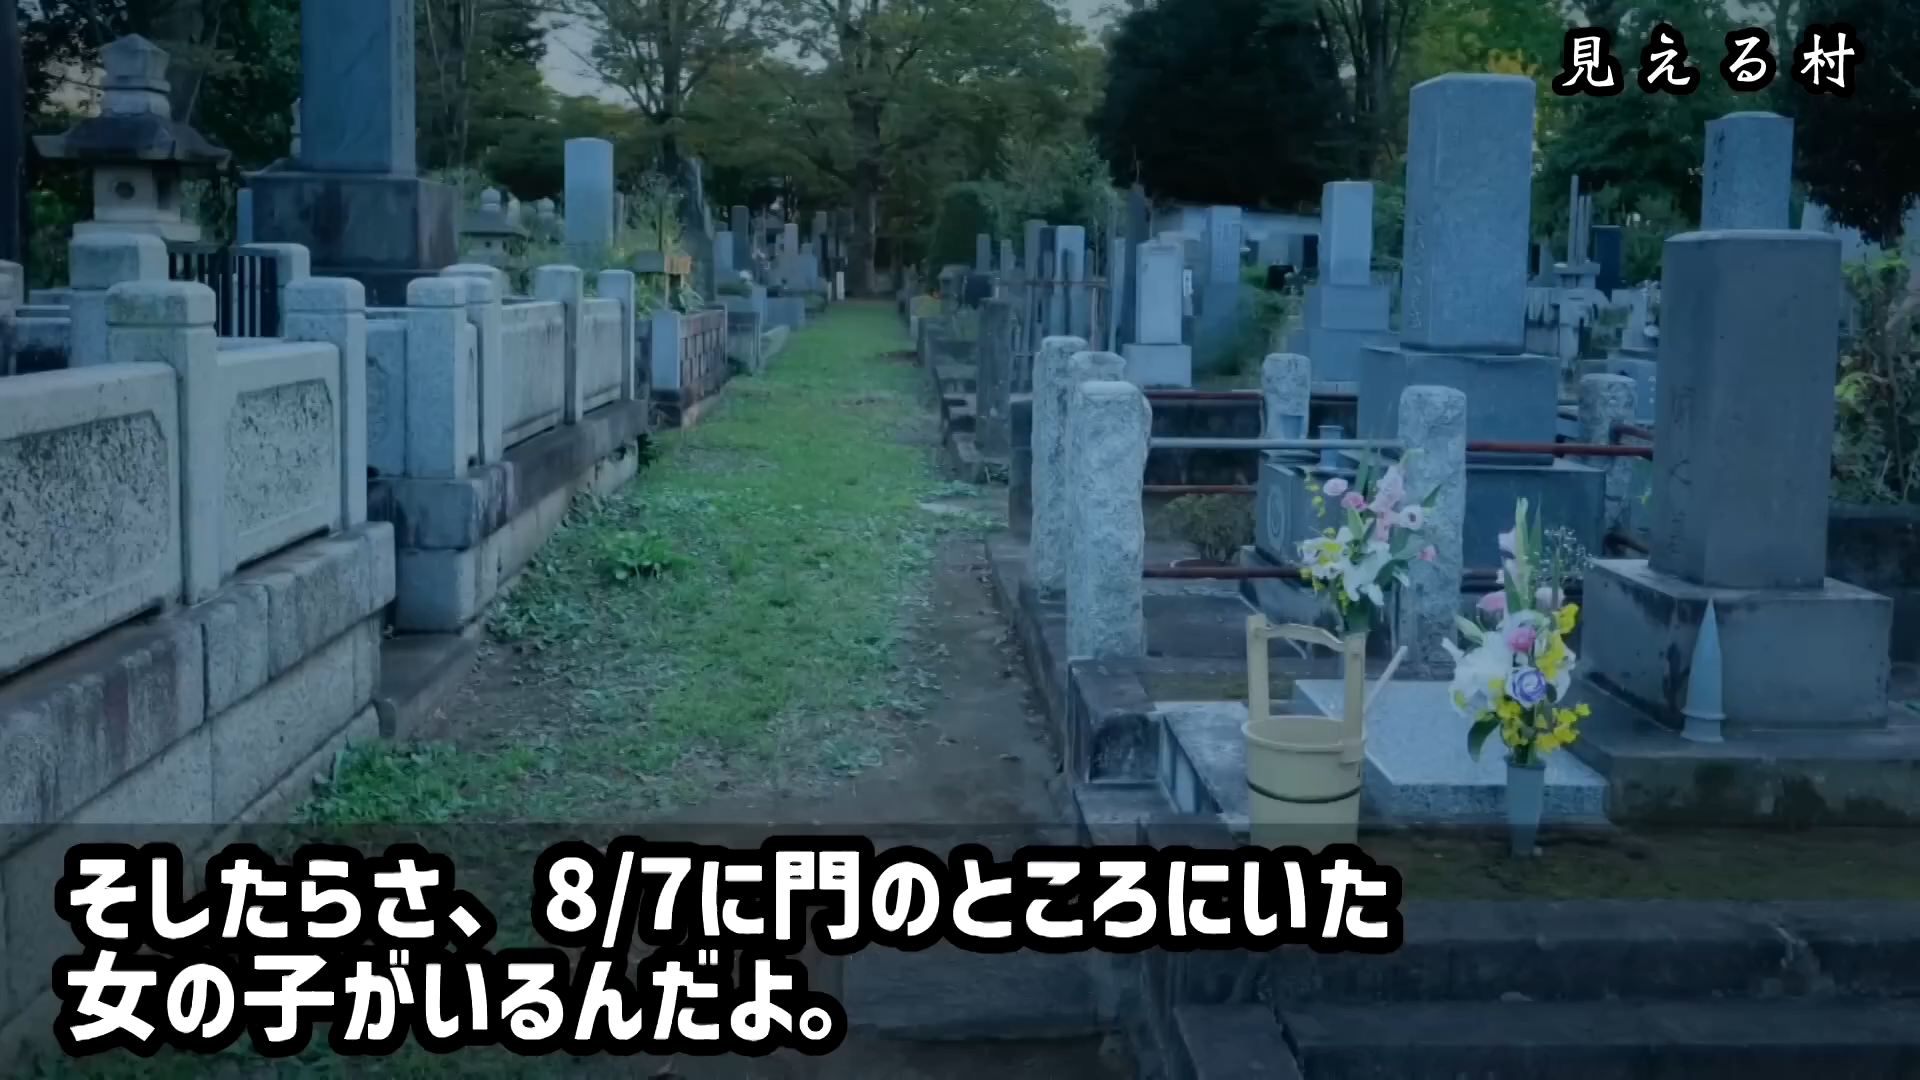 見える村
そしたらさ、8/7に門のところにいた
女の子がいるんだよ。